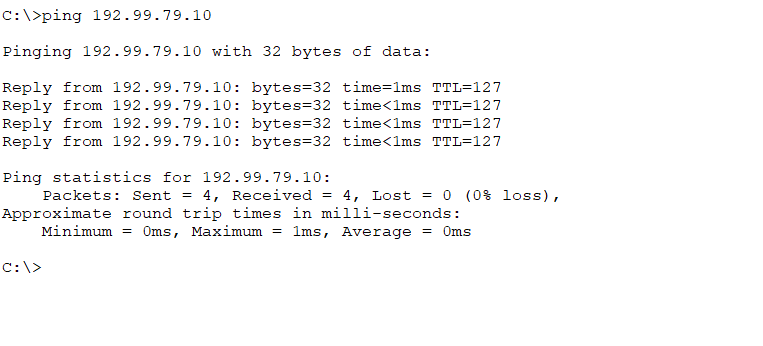 C:\>ping 192.99.79.10
Pinging 192.99.79.10 with 32 bytes of data:
Reply from 192.99.79.10: bytes=32 time=1ms TTL=127
Reply from 192.99.79.10: bytes=32 time<1ms TTL=127
Reply from 192.99.79.10: bytes=32 time<1ms TTL=127
Reply from 192.99.79.10: bytes=32 time<1ms TTL=127
Ping statistics for 192.99.79.10:
    Packets: Sent = 4, Received = 4, Lost = 0 (0% loss),
Approximate round trip times in milli-seconds:
    Minimum = 0ms, Maximum = 1ms, Average = 0ms
C:\>